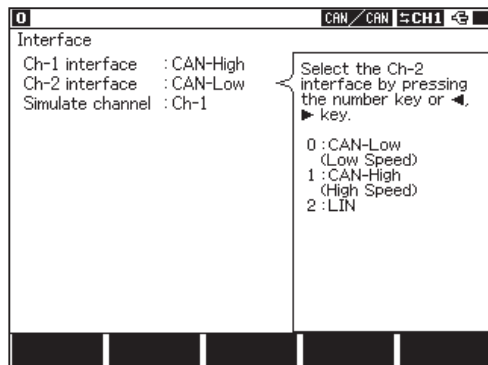 0 CAN/CAN ⇆CH1
Interface
Ch-1 interface : CAN-High
Ch-2 interface : CAN-Low
Simulate channel : Ch-1
Select the Ch-2
interface by pressing
the number key or ◀,
▶ key.
0 :CAN-Low
(Low Speed)
1 :CAN-High
(High Speed)
2 :LIN